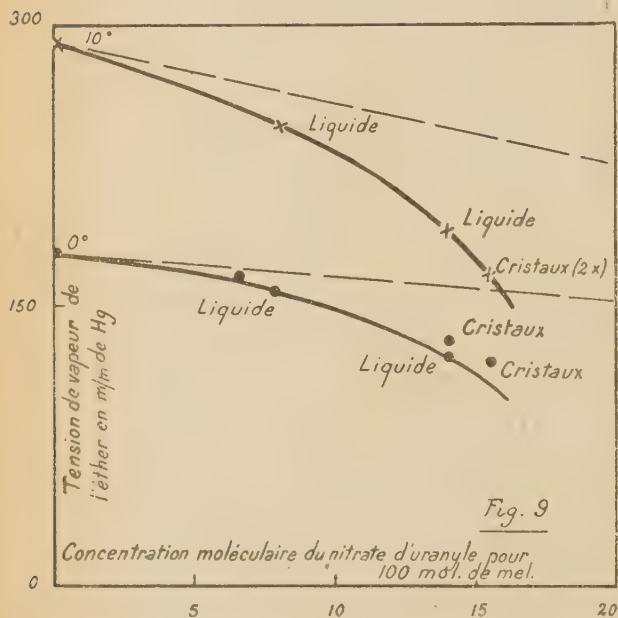 300
10°
Liquide
Liquide
Cristaux (2 x)
0°
150
Liquide
Cristaux
Liquide
Cristaux
Tension de vapeur de
l'éther en m/m de Hg
Fig. 9
Concentration moléculaire du nitrate d'uranyle pour
100 mol. de mel.
0
5
10
15
20